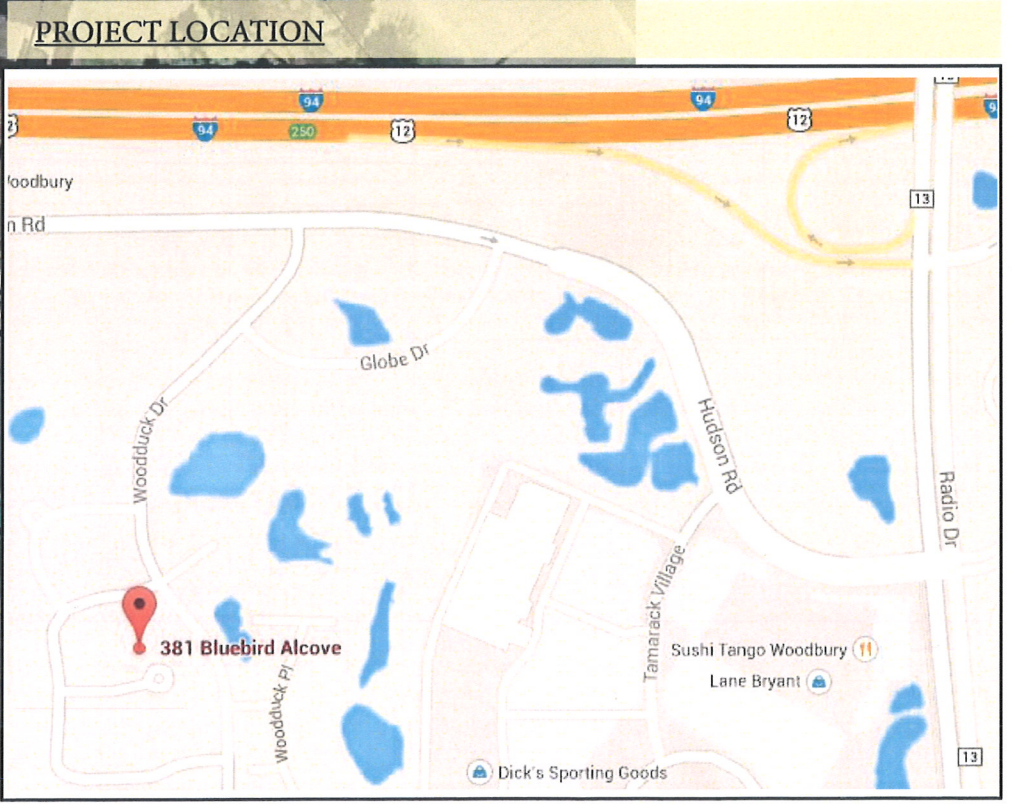 PROJECT LOCATION
94
94
12
94
250
12
13
oodbury
n Rd
Globe Dr
Woodduck Dr
Hudson Rd
Radio Dr
Tamarack Village
381 Bluebird Alcove
Sushi Tango Woodbury
Lane Bryant
Woodduck Pl
13
Dick's Sporting Goods